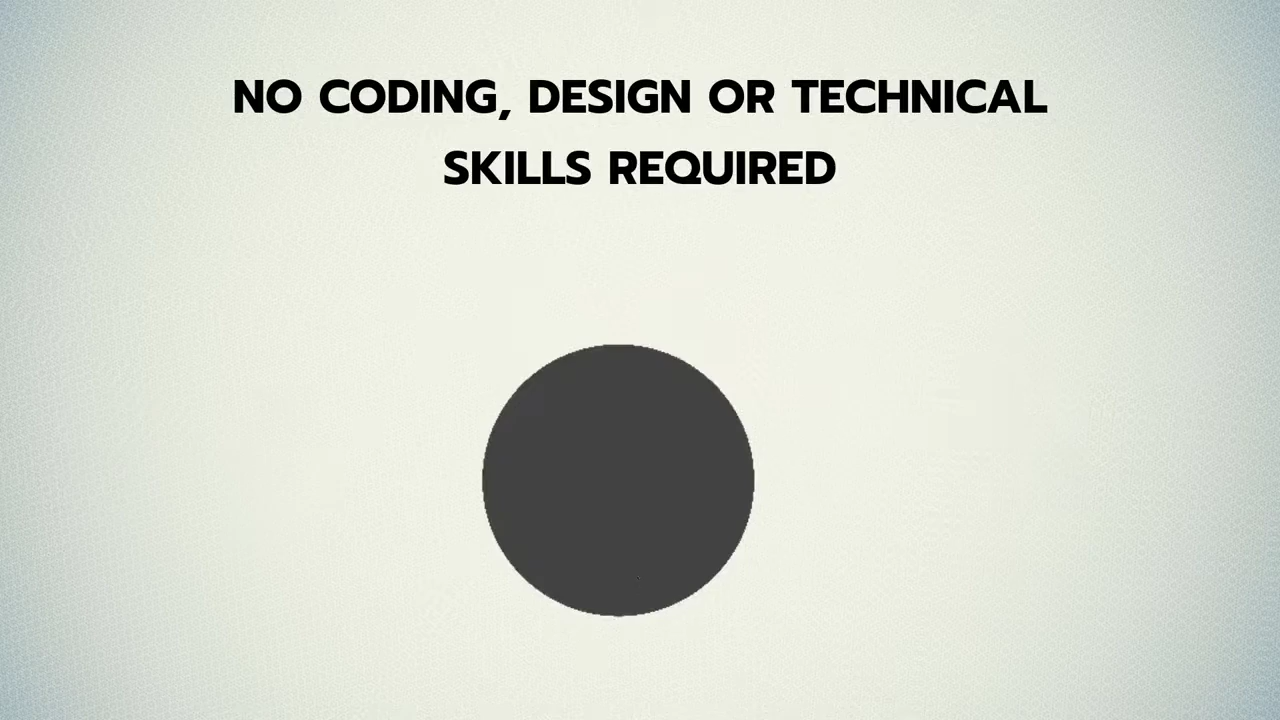 NO CODING, DESIGN OR TECHNICAL
SKILLS REQUIRED